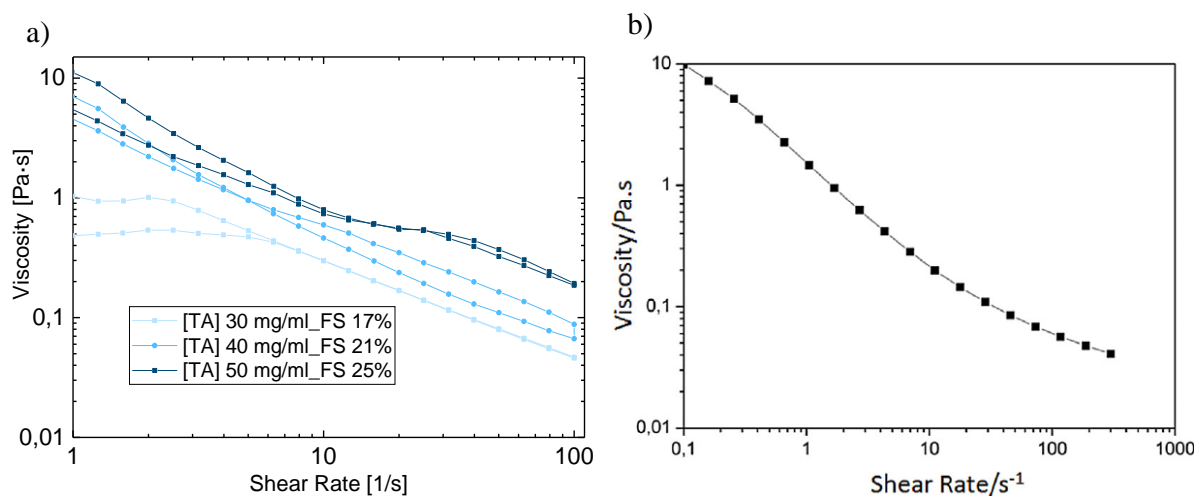 a)
10
1
0,1
0,01
Viscosity [Pa·s]
[TA] 30 mg/ml_FS 17%
[TA] 40 mg/ml_FS 21%
[TA] 50 mg/ml_FS 25%
1
10
100
Shear Rate [1/s]
b)
10
1
0,1
0,01
Viscosity/Pa.s
0,1
1
10
100
1000
Shear Rate/s⁻¹